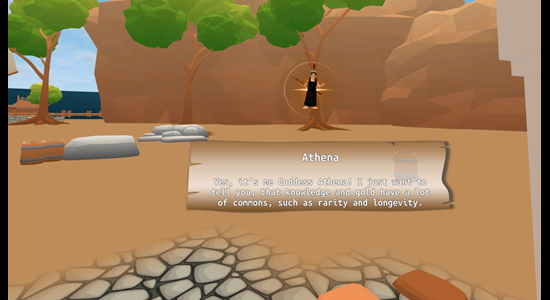 Athena
Yes, it's me Goddess Athena! I just want to
tell you, that knowledge and gold have a lot
of commons, such as rarity and longevity.